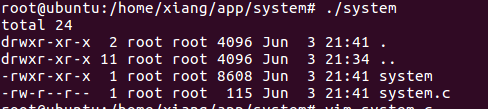 root@ubuntu:/home/xiang/app/system# ./system
total 24
drwxr-xr-x  2 root root 4096 Jun  3 21:41 .
drwxr-xr-x 11 root root 4096 Jun  3 21:34 ..
-rwxr-xr-x  1 root root 8608 Jun  3 21:41 system
-rw-r--r--  1 root root  115 Jun  3 21:41 system.c
root@ubuntu:/home/xiang/app/system# vim system.c